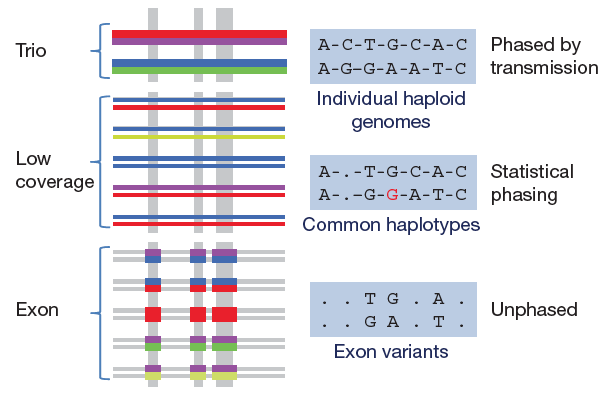 Trio
A-C-T-G-C-A-C
A-G-G-A-A-T-C
Individual haploid
genomes
Phased by
transmission
Low
coverage
A-.-T-G-C-A-C
A-.-G-G-A-T-C
Common haplotypes
Statistical
phasing
Exon
. . T G . A .
. . G A . T .
Exon variants
Unphased